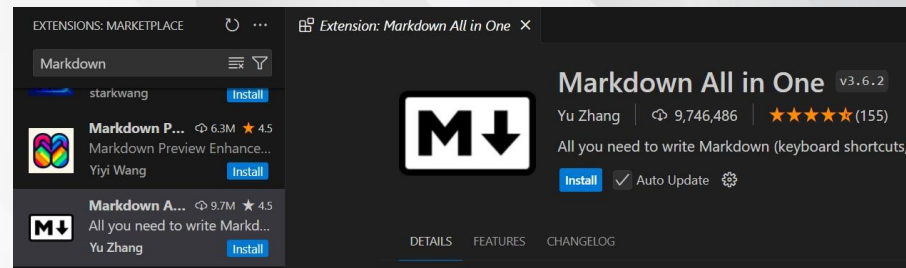 EXTENSIONS: MARKETPLACE
Markdown
starkwang
Install
Markdown P... 6.3M ★ 4.5
Markdown Preview Enhance...
Yiyi Wang
Install
M↓
Markdown A... 9.7M ★ 4.5
All you need to write Markd...
Yu Zhang
Install
Extension: Markdown All in One
M↓
Markdown All in One v3.6.2
Yu Zhang 9,746,486 ★★★★★(155)
All you need to write Markdown (keyboard shortcuts,
Install Auto Update
DETAILS FEATURES CHANGELOG